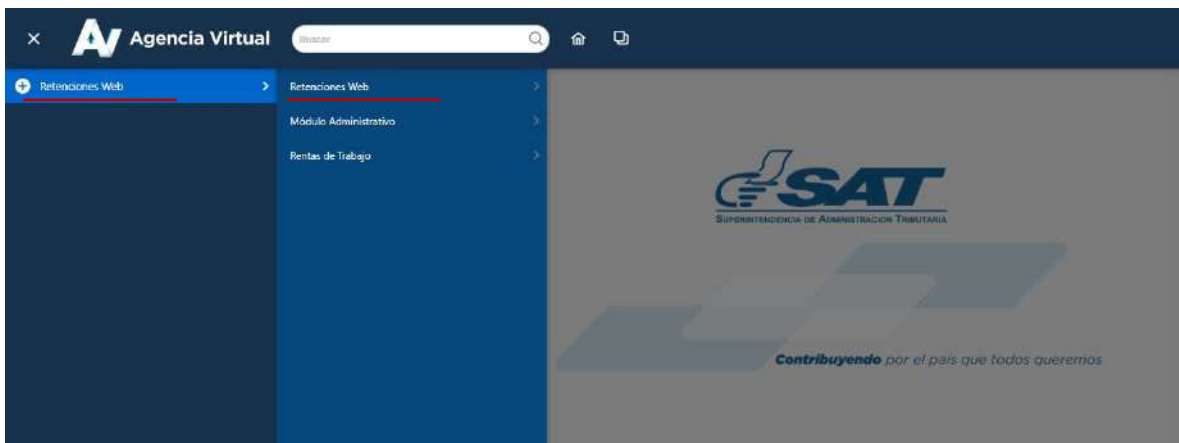 Agencia Virtual
Buscar
Retenciones Web
Retenciones Web
Módulo Administrativo
Rentas de Trabajo
SAT
SUPERINTENDENCIA DE ADMINISTRACION TRIBUTARIA
Contribuyendo por el país que todos queremos